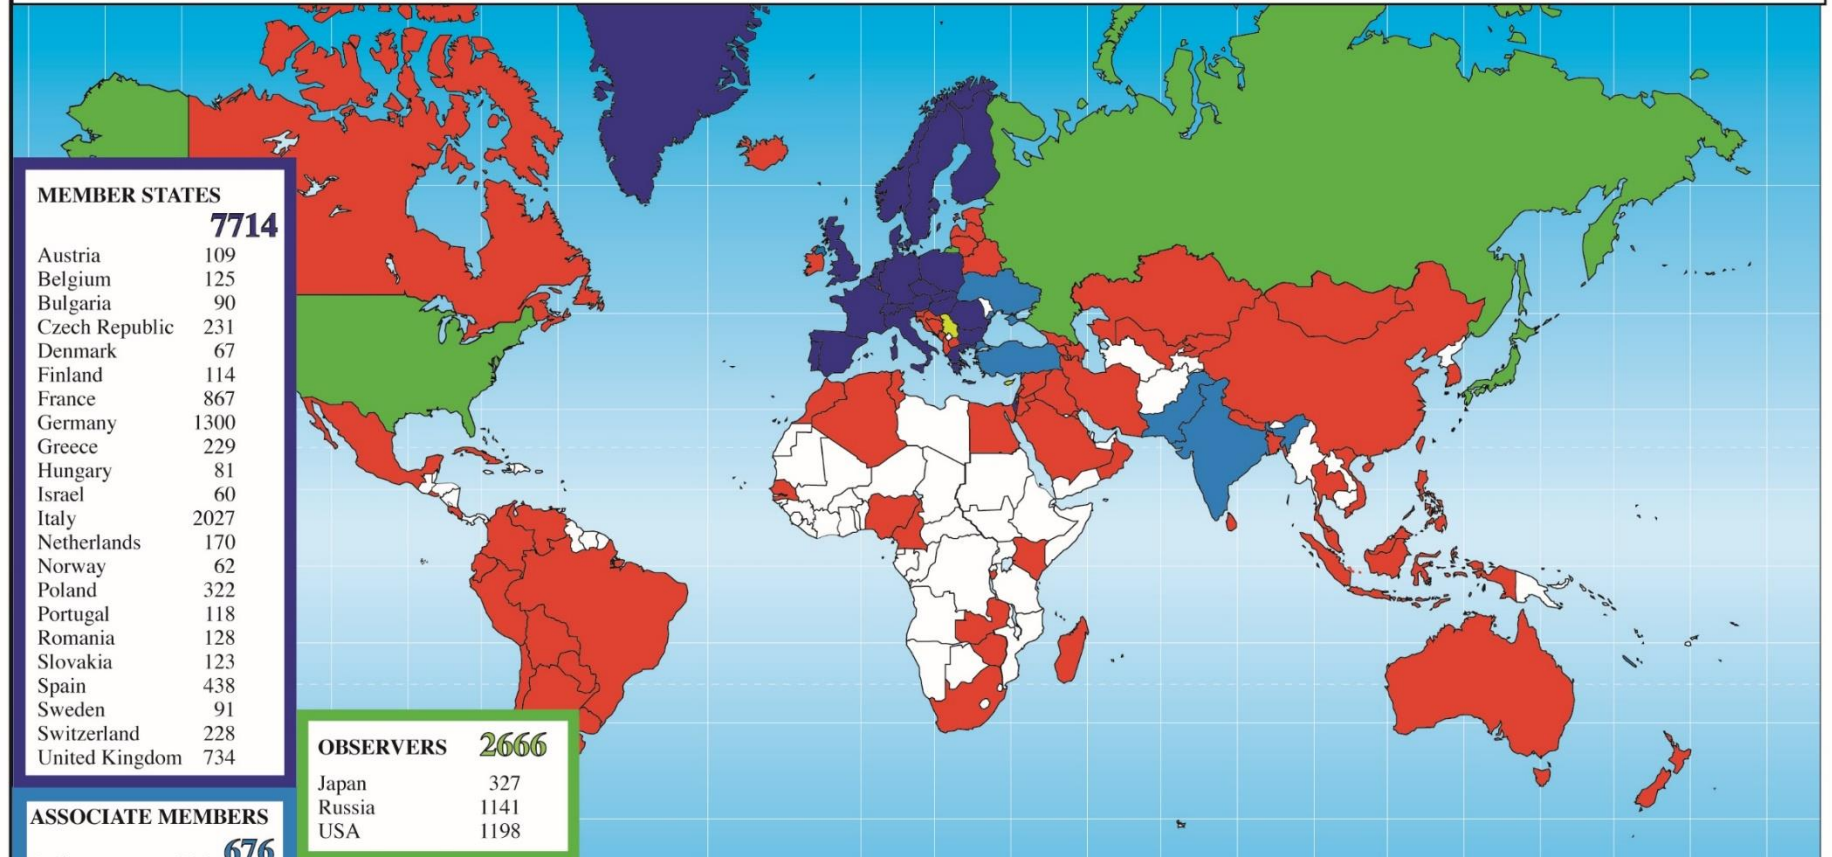 MEMBER STATES
7714
Austria 109
Belgium 125
Bulgaria 90
Czech Republic 231
Denmark 67
Finland 114
France 867
Germany 1300
Greece 229
Hungary 81
Israel 60
Italy 2027
Netherlands 170
Norway 62
Poland 322
Portugal 118
Romania 128
Slovakia 123
Spain 438
Sweden 91
Switzerland 228
United Kingdom 734
OBSERVERS 2666
Japan 327
Russia 1141
USA 1198
ASSOCIATE MEMBERS
676